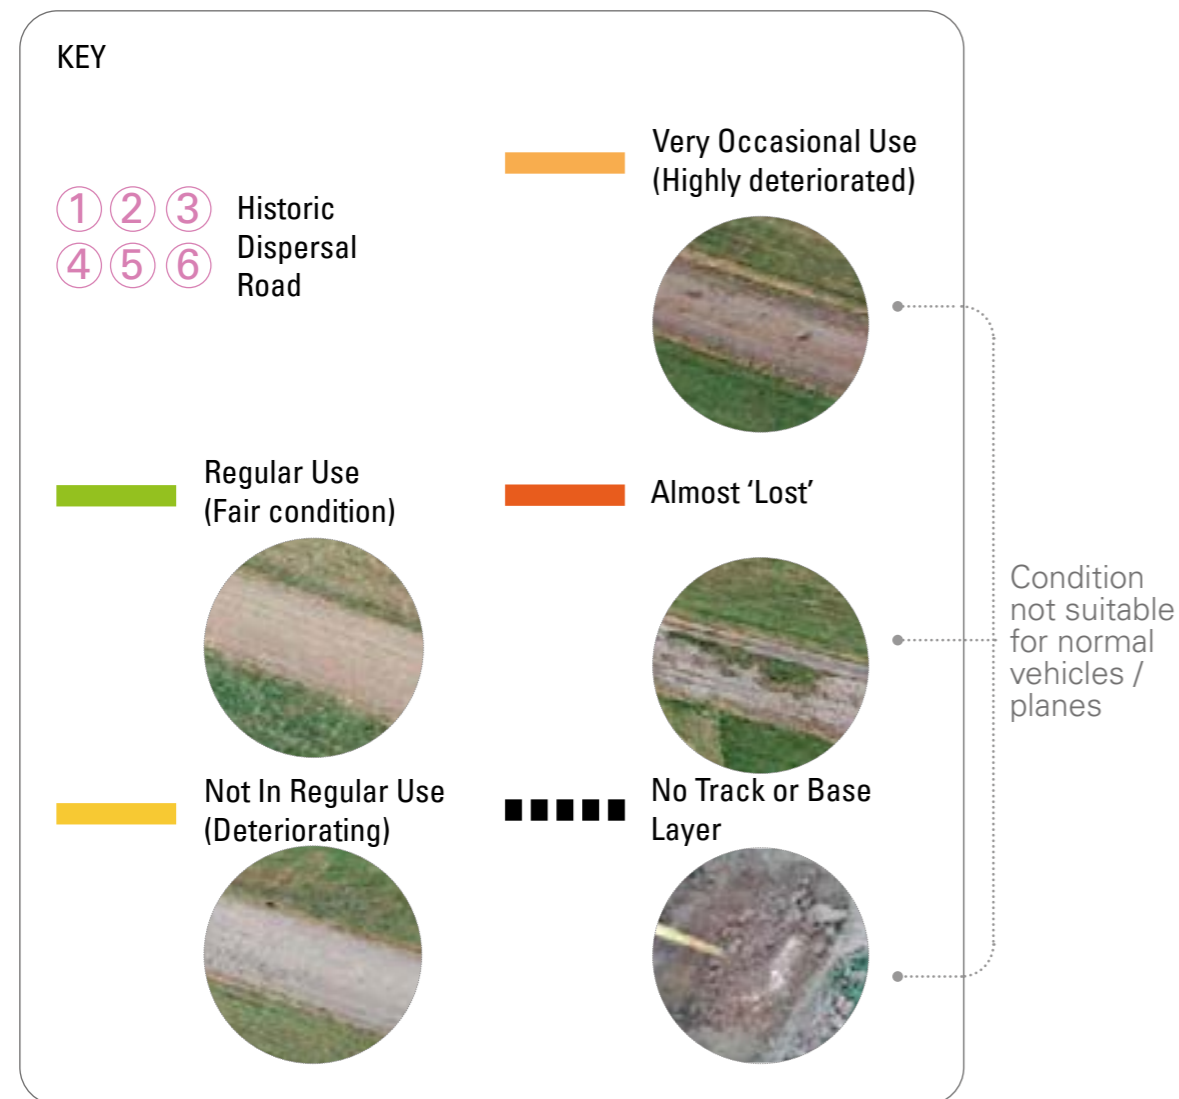 KEY
① ② ③
④ ⑤ ⑥
Historic
Dispersal
Road
Very Occasional Use
(Highly deteriorated)
Regular Use
(Fair condition)
Almost ‘Lost’
Not In Regular Use
(Deteriorating)
No Track or Base
Layer
Condition
not suitable
for normal
vehicles /
planes